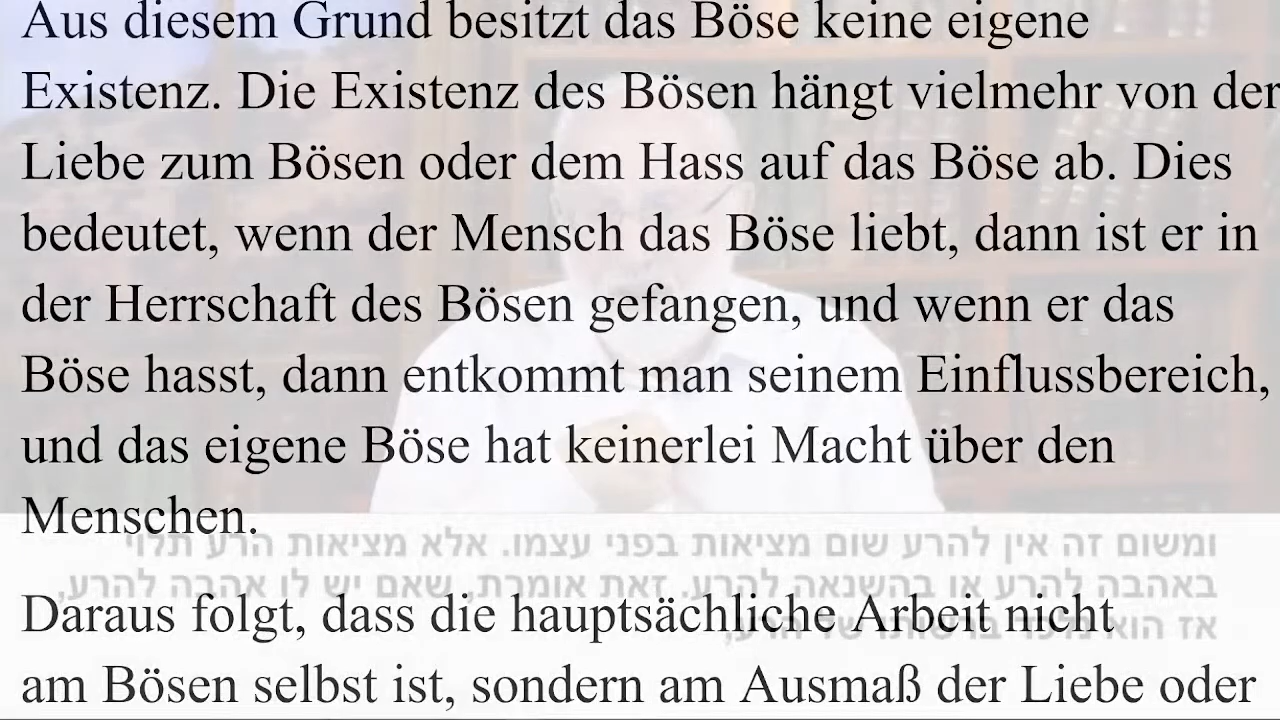 Aus diesem Grund besitzt das Böse keine eigene
Existenz. Die Existenz des Bösen hängt vielmehr von der
Liebe zum Bösen oder dem Hass auf das Böse ab. Dies
bedeutet, wenn der Mensch das Böse liebt, dann ist er in
der Herrschaft des Bösen gefangen, und wenn er das
Böse hasst, dann entkommt man seinem Einflussbereich,
und das eigene Böse hat keinerlei Macht über den
Menschen.
ומשום זה אין להרע שום מציאות בפני עצמו. אלא מציאות הרע תלוי
באהבה להרע או בהשנאה להרע. זאת אומרת, שאם יש לו אהבה להרע,
אז הוא
Daraus folgt, dass die hauptsächliche Arbeit nicht
am Bösen selbst ist, sondern am Ausmaß der Liebe oder